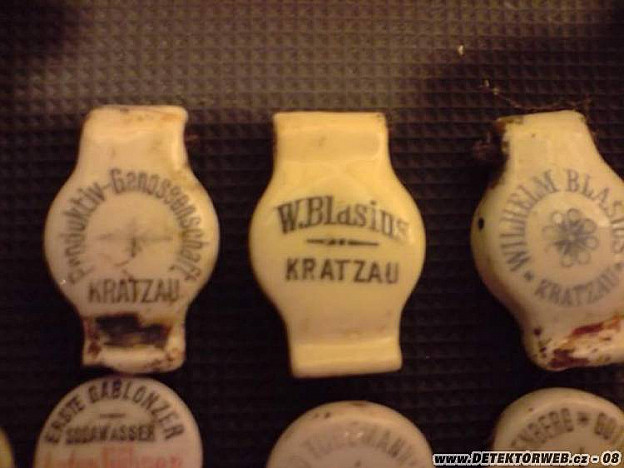 Produktiv-Genossenschaft
KRATZAU
W.Blasius
KRATZAU
WILHELM BLASIUS
KRATZAU
ERSTE GABLONZER
SODAWASSER
www.DETEKTORWEB.cz - 08